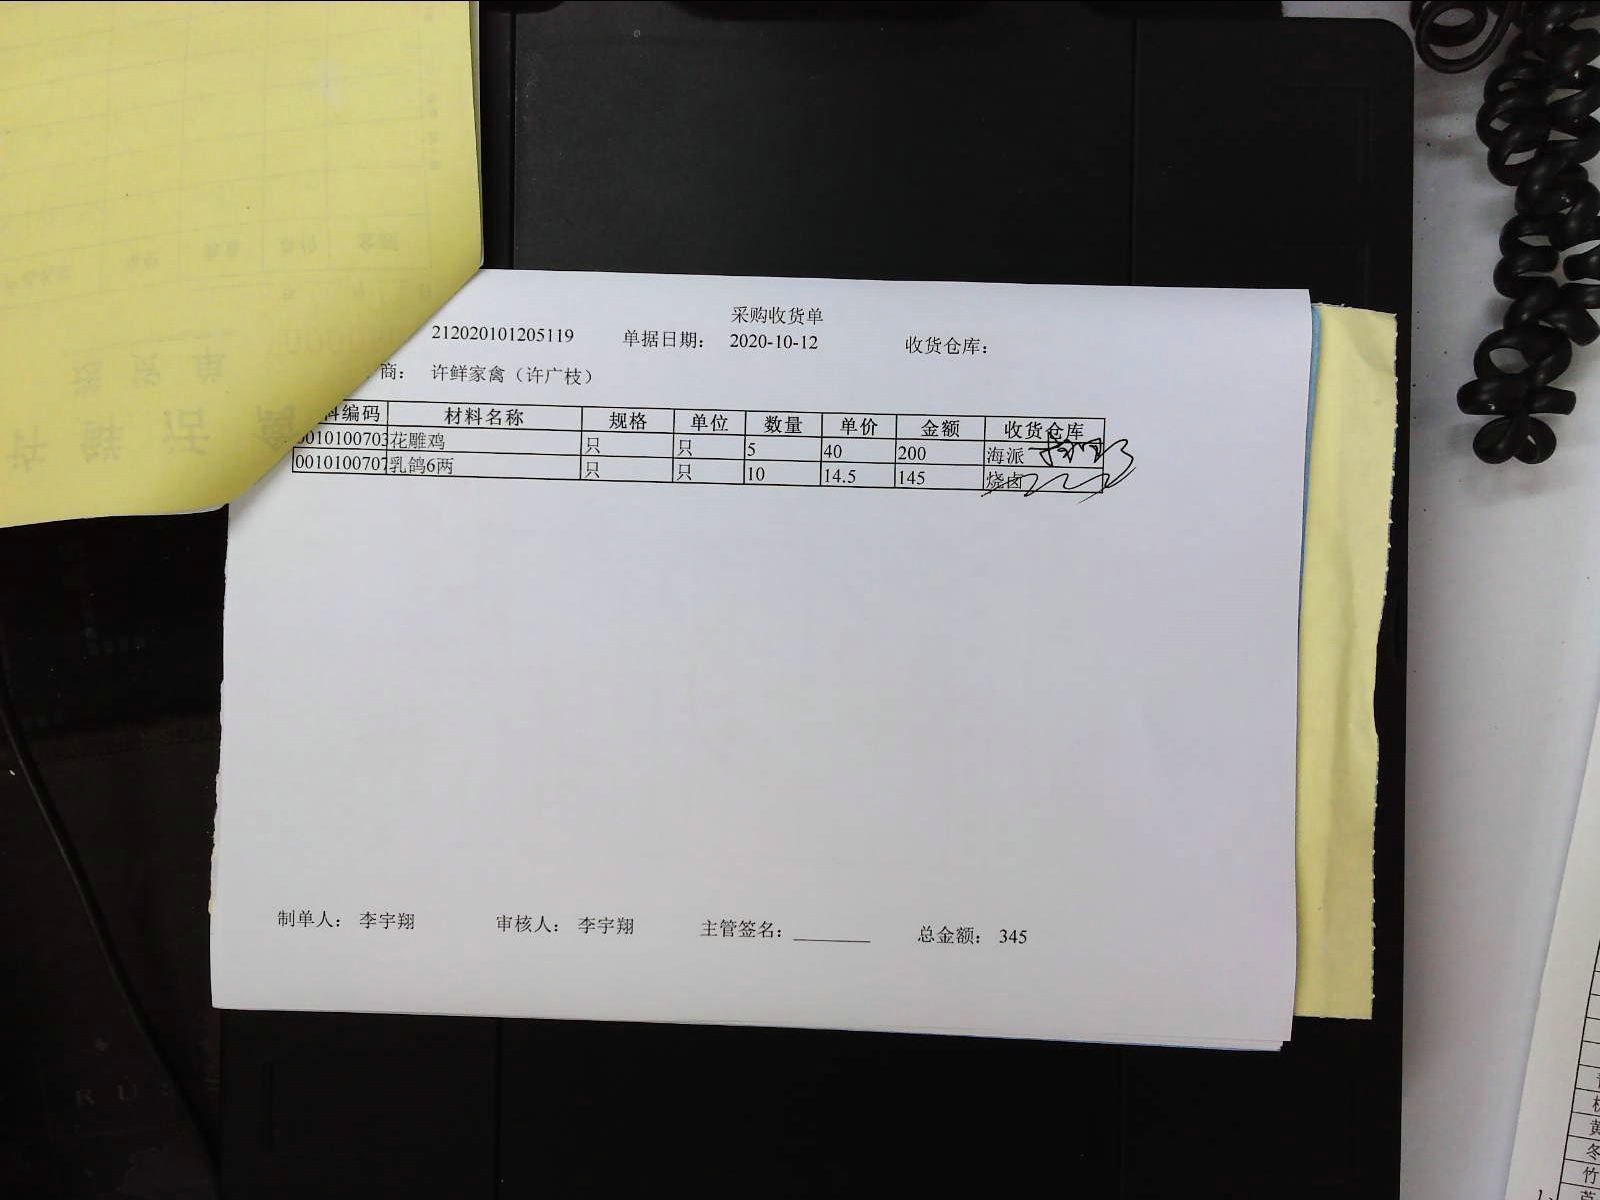 采购收货单
212020101205119 单据日期： 2020-10-12 收货仓库：
商： 许鲜家禽（许广枝）
料编码 材料名称 规格 单位 数量 单价 金额 收货仓库
0010100703 花雕鸡 只 只 5 40 200 海派
0010100707 乳鸽6两 只 只 10 14.5 145 烧卤
制单人： 李宇翔 审核人： 李宇翔 主管签名： 总金额： 345